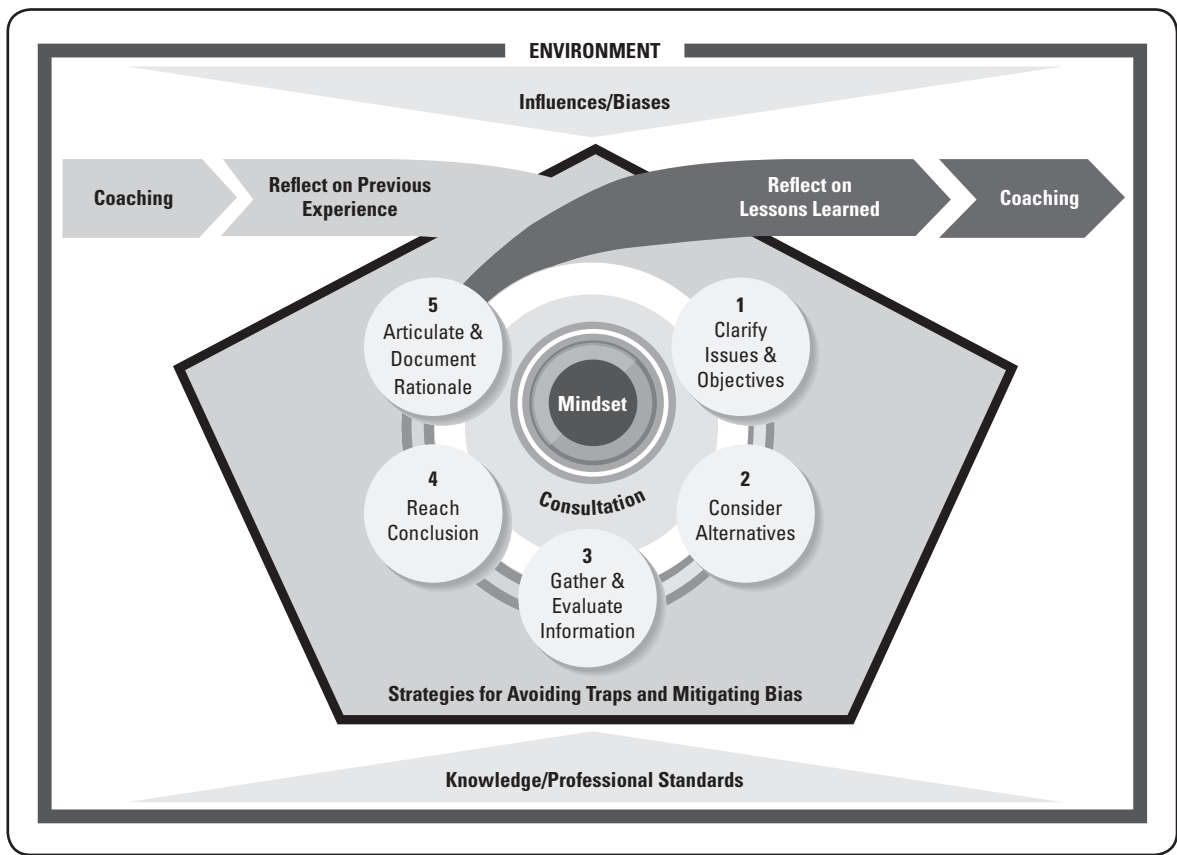 ENVIRONMENT
Influences/Biases
Coaching
Reflect on Previous
Experience
Reflect on
Lessons Learned
Coaching
5
Articulate &
Document
Rationale
1
Clarify
Issues &
Objectives
Mindset
4
Reach
Conclusion
Consultation
2
Consider
Alternatives
3
Gather &
Evaluate
Information
Strategies for Avoiding Traps and Mitigating Bias
Knowledge/Professional Standards